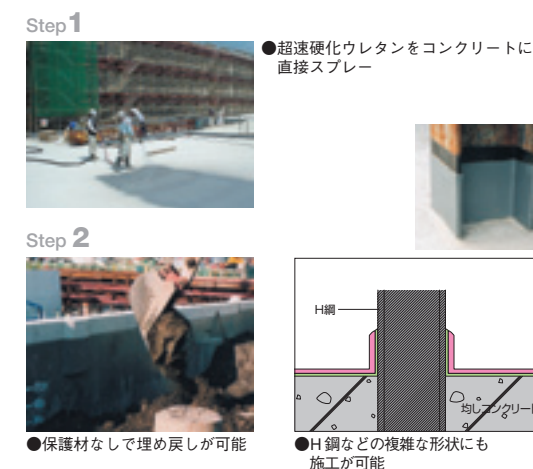 Step1
●超速硬化ウレタンをコンクリートに
直接スプレー
Step 2
H鋼
均しコンクリート
●保護材なしで埋め戻しが可能
●H鋼などの複雑な形状にも
施工が可能